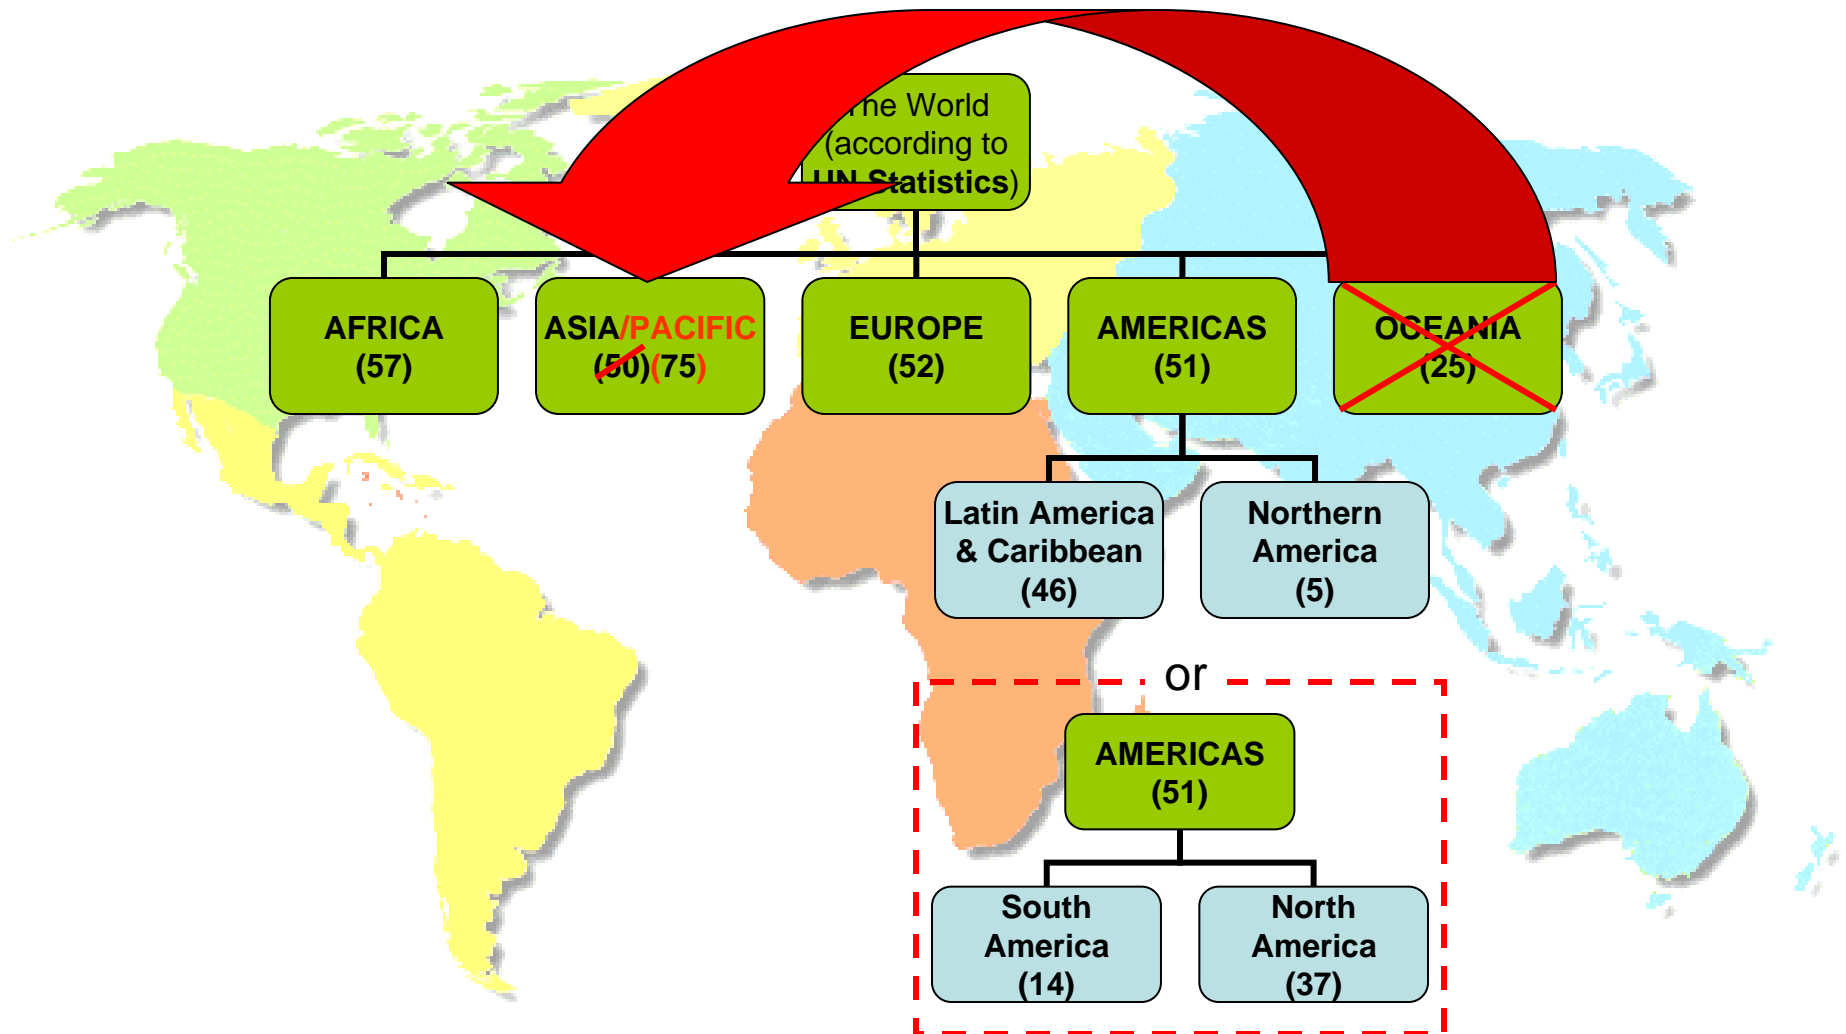 The World
(according to
UN Statistics)
AFRICA
(57)
ASIA/PACIFIC
(50)(75)
EUROPE
(52)
AMERICAS
(51)
OCEANIA
(25)
Latin America
& Caribbean
(46)
Northern
America
(5)
or
AMERICAS
(51)
South
America
(14)
North
America
(37)